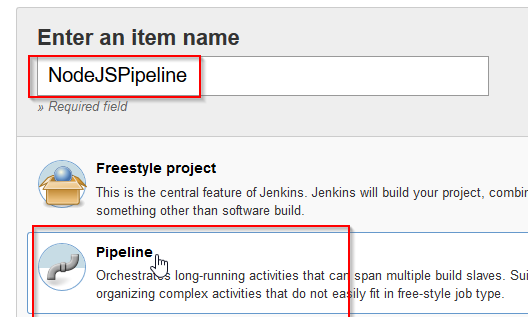 Enter an item name
NodeJSPipeline
» Required field
Freestyle project
This is the central feature of Jenkins. Jenkins will build your project, combin
something other than software build.
Pipeline
Orchestrates long-running activities that can span multiple build slaves. Sui
organizing complex activities that do not easily fit in free-style job type.